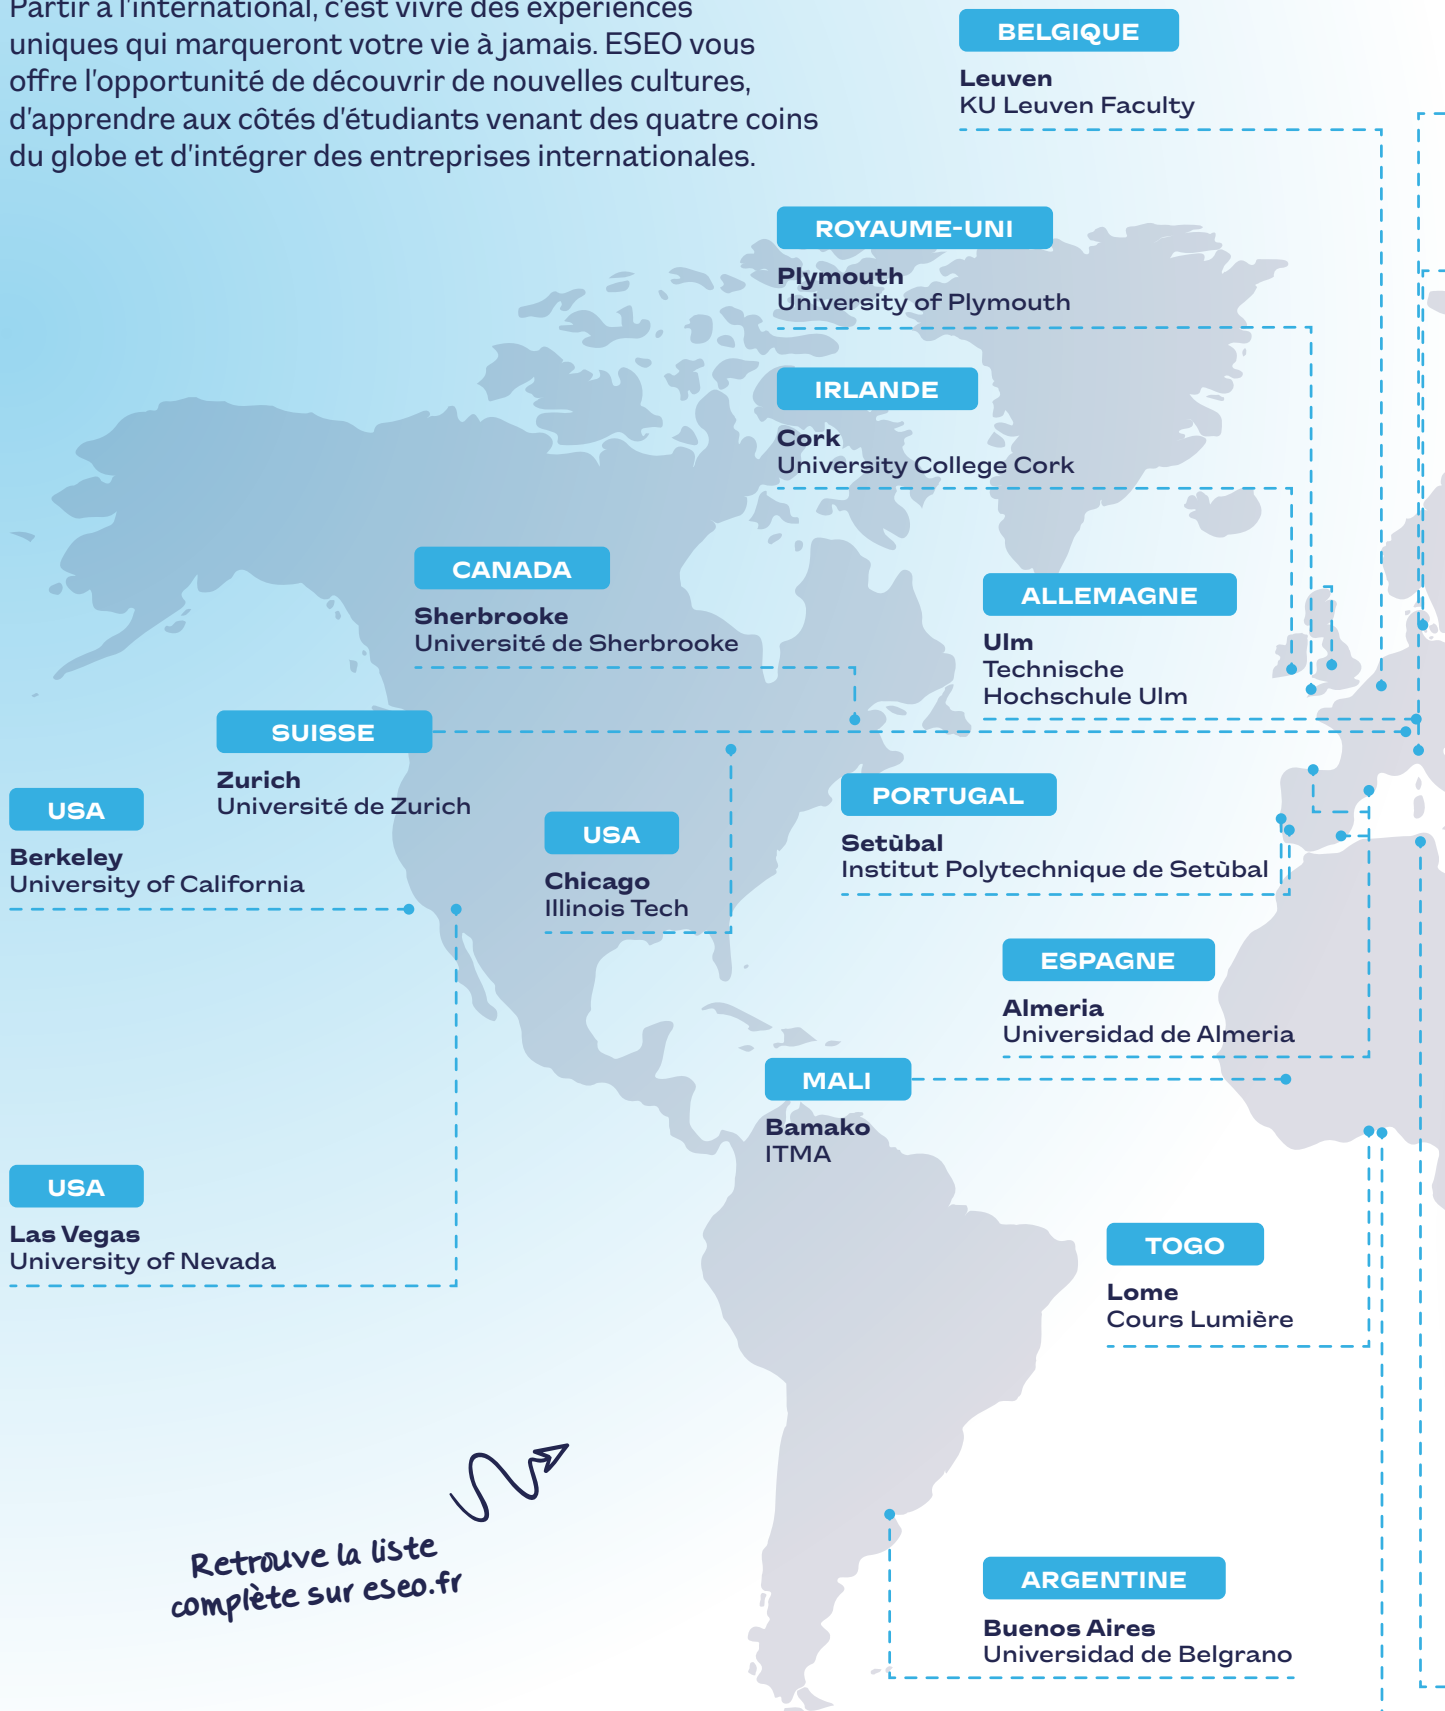 Partir à l'international, c'est vivre des expériences
uniques qui marqueront votre vie à jamais. ESEO vous
offre l'opportunité de découvrir de nouvelles cultures,
d'apprendre aux côtés d'étudiants venant des quatre coins
du globe et d'intégrer des entreprises internationales.
BELGIQUE
Leuven
KU Leuven Faculty
ROYAUME-UNI
Plymouth
University of Plymouth
IRLANDE
Cork
University College Cork
CANADA
Sherbrooke
Université de Sherbrooke
ALLEMAGNE
Ulm
Technische
Hochschule Ulm
SUISSE
Zurich
Université de Zurich
USA
Berkeley
University of California
USA
Chicago
Illinois Tech
PORTUGAL
Setùbal
Institut Polytechnique de Setùbal
ESPAGNE
Almeria
Universidad de Almeria
MALI
Bamako
ITMA
USA
Las Vegas
University of Nevada
TOGO
Lome
Cours Lumière
Retrouve la liste
complète sur eseo.fr
ARGENTINE
Buenos Aires
Universidad de Belgrano